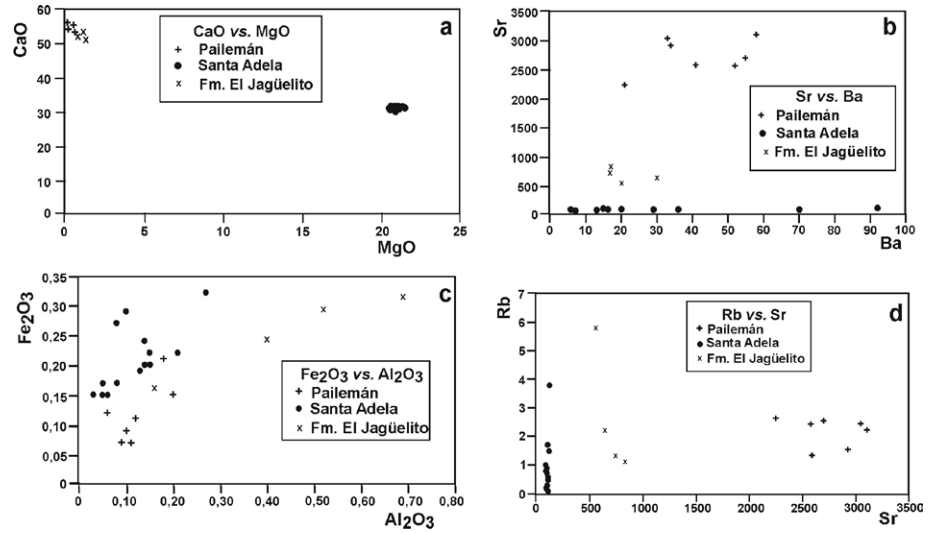 CaO vs. MgO
Pailemán
Santa Adela
Fm. El Jagüelito
a
CaO
60
50
40
30
20
10
0
0
5
10
15
20
25
MgO
Sr vs. Ba
Pailemán
Santa Adela
Fm. El Jagüelito
b
Sr
3500
3000
2500
2000
1500
1000
500
0
0
10
20
30
40
50
60
70
80
90
100
Ba
Fe2O3 vs. Al2O3
Pailemán
Santa Adela
Fm. El Jagüelito
c
Fe2O3
0,35
0,30
0,25
0,20
0,15
0,10
0,05
0
0
0,10
0,20
0,30
0,40
0,50
0,60
0,70
0,80
Al2O3
Rb vs. Sr
Pailemán
Santa Adela
Fm. El Jagüelito
d
Rb
7
6
5
4
3
2
1
0
0
500
1000
1500
2000
2500
3000
3500
Sr